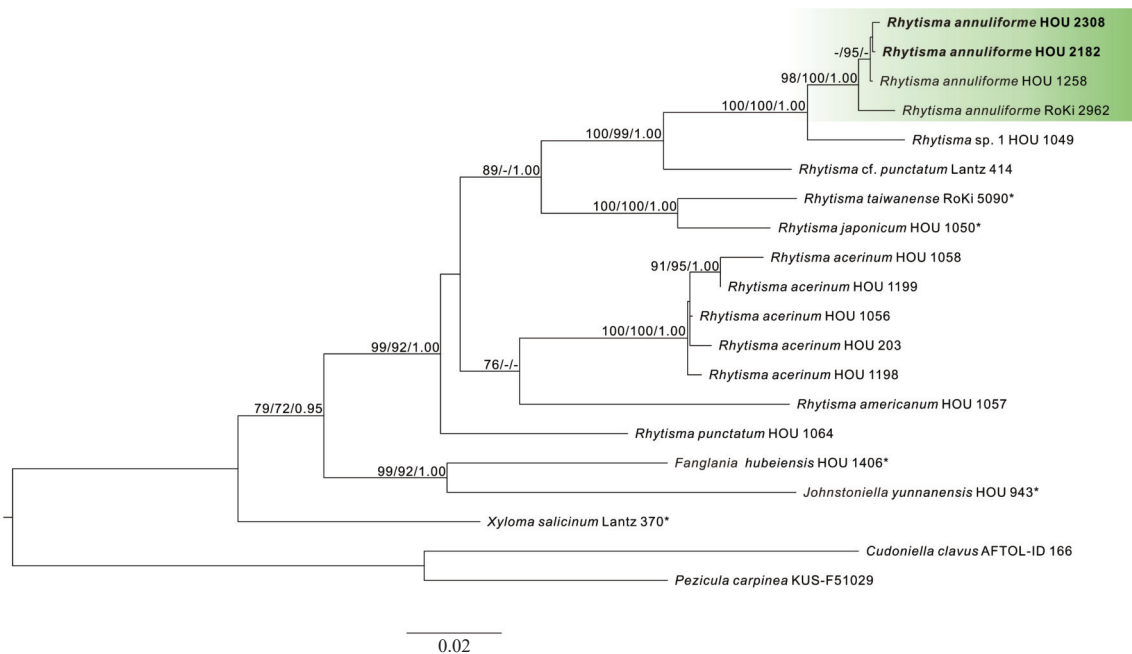 Rhytisma annuliforme HOU 2308
-/95/-
Rhytisma annuliforme HOU 2182
98/100/1.00
Rhytisma annuliforme HOU 1258
100/100/1.00
Rhytisma annuliforme RoKi 2962
100/99/1.00
Rhytisma sp. 1 HOU 1049
89/-/1.00
Rhytisma cf. punctatum Lantz 414
Rhytisma taiwanense RoKi 5090*
100/100/1.00
Rhytisma japonicum HOU 1050*
Rhytisma acerinum HOU 1058
91/95/1.00
Rhytisma acerinum HOU 1199
Rhytisma acerinum HOU 1056
100/100/1.00
Rhytisma acerinum HOU 203
99/92/1.00
76/-/-
Rhytisma acerinum HOU 1198
Rhytisma americanum HOU 1057
79/72/0.95
Rhytisma punctatum HOU 1064
Fanglania hubeiensis HOU 1406*
99/92/1.00
Johnstoniella yunnanensis HOU 943*
Xyloma salicinum Lantz 370*
Cudoniella clavus AFTOL-ID 166
Pezicula carpinea KUS-F51029
0.02